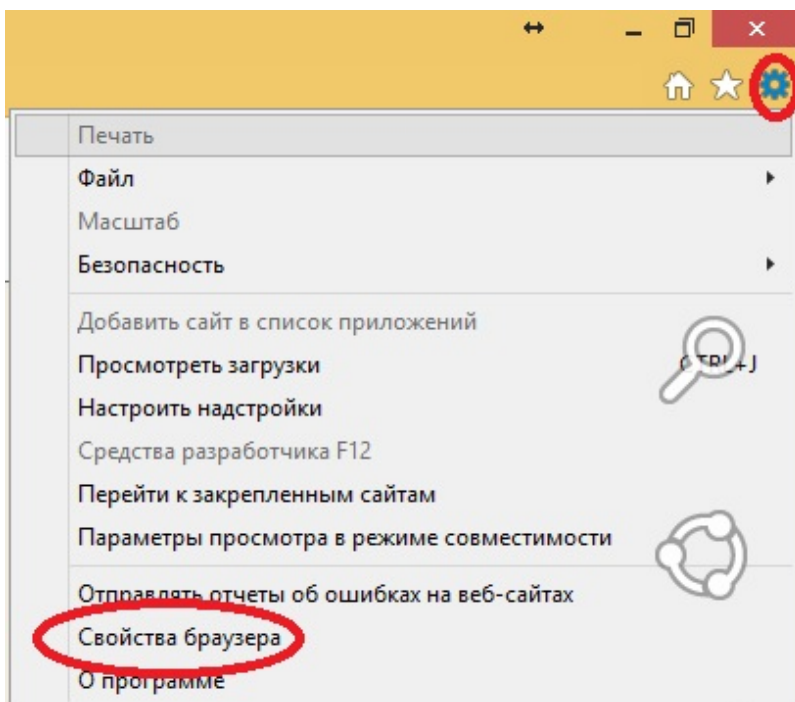 Печать
Файл
Масштаб
Безопасность
Добавить сайт в список приложений
Просмотреть загрузки CTRL+J
Настроить надстройки
Средства разработчика F12
Перейти к закрепленным сайтам
Параметры просмотра в режиме совместимости
Отправлять отчеты об ошибках на веб-сайтах
Свойства браузера
О программе